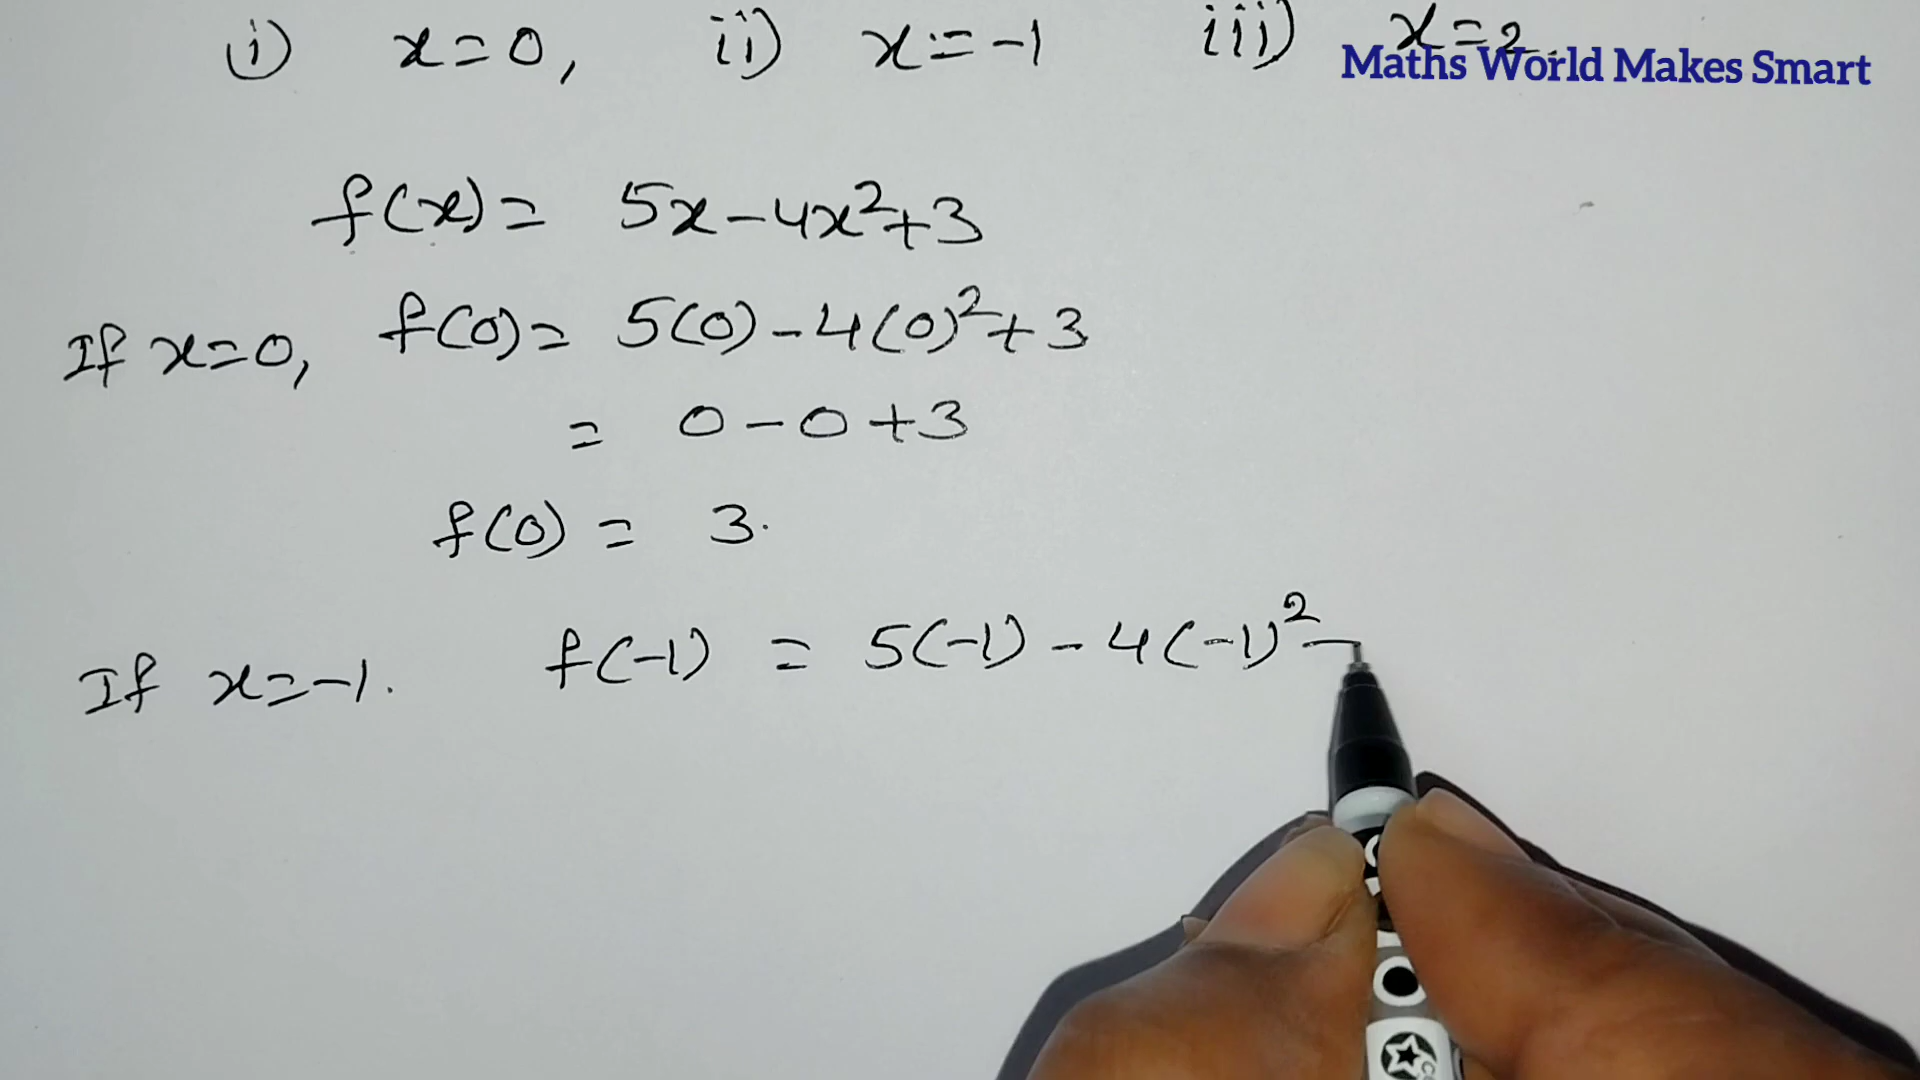 i) x=0, ii) x=-1 iii) x=2.
Maths World Makes Smart
f(x)= 5x-4x²+3
If x=0, f(0)= 5(0)-4(0)²+3
= 0-0+3
f(0) = 3.
If x=-1. f(-1) = 5(-1)-4(-1)²-